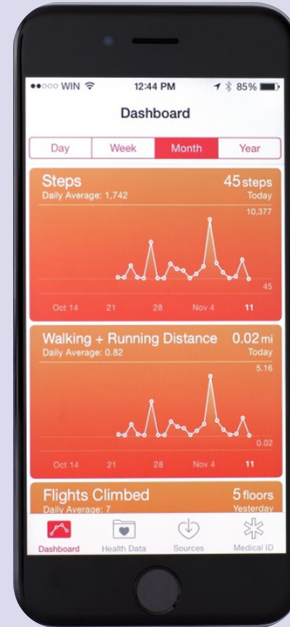 WIN 12:44 PM 85%
Dashboard
Day Week Month Year
Steps 45 steps
Daily Average: 1,742 Today
10,377
45
Oct 14 21 28 Nov 4 11
Walking + Running Distance 0.02 mi
Daily Average: 0.82 Today
5.16
0.02
Oct 14 21 28 Nov 4 11
Flights Climbed 5 floors
Daily Average: 7 Yesterday
Dashboard Health Data Sources Medical ID